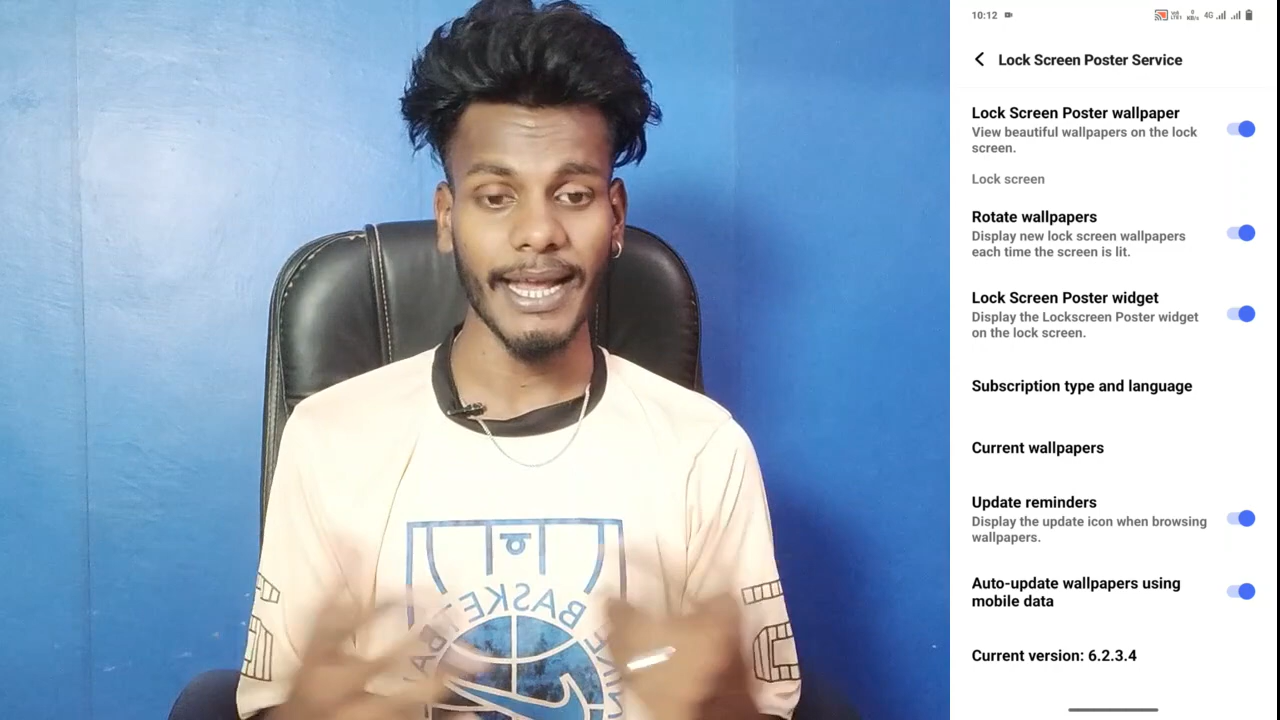 10:12
4G
Lock Screen Poster Service
Lock Screen Poster wallpaper
View beautiful wallpapers on the lock
screen.
Lock screen
Rotate wallpapers
Display new lock screen wallpapers
each time the screen is lit.
Lock Screen Poster widget
Display the Lockscreen Poster widget
on the lock screen.
Subscription type and language
Current wallpapers
Update reminders
Display the update icon when browsing
wallpapers.
Auto-update wallpapers using
mobile data
Current version: 6.2.3.4